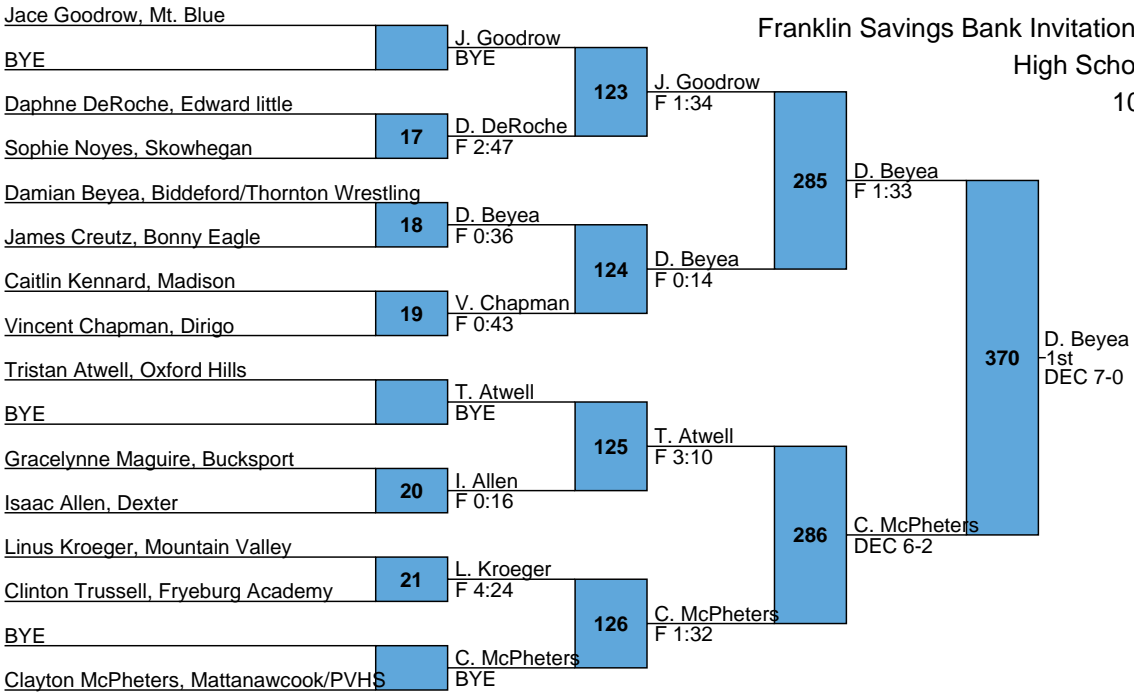 Jace Goodrow, Mt. Blue
BYE
Daphne DeRoche, Edward little
Sophie Noyes, Skowhegan
Damian Beyea, Biddeford/Thornton Wrestling
James Creutz, Bonny Eagle
Caitlin Kennard, Madison
Vincent Chapman, Dirigo
Tristan Atwell, Oxford Hills
BYE
Gracelynne Maguire, Bucksport
Isaac Allen, Dexter
Linus Kroeger, Mountain Valley
Clinton Trussell, Fryeburg Academy
BYE
Clayton McPheters, Mattanawcook/PVHS
17
18
19
20
21
J. Goodrow
BYE
D. DeRoche
F 2:47
D. Beyea
F 0:36
V. Chapman
F 0:43
T. Atwell
BYE
I. Allen
F 0:16
L. Kroeger
F 4:24
C. McPheters
BYE
123
124
125
126
J. Goodrow
F 1:34
D. Beyea
F 0:14
T. Atwell
F 3:10
C. McPheters
F 1:32
285
286
D. Beyea
F 1:33
C. McPheters
DEC 6-2
370
D. Beyea
1st
DEC 7-0
Franklin Savings Bank Invitation
High Scho
10